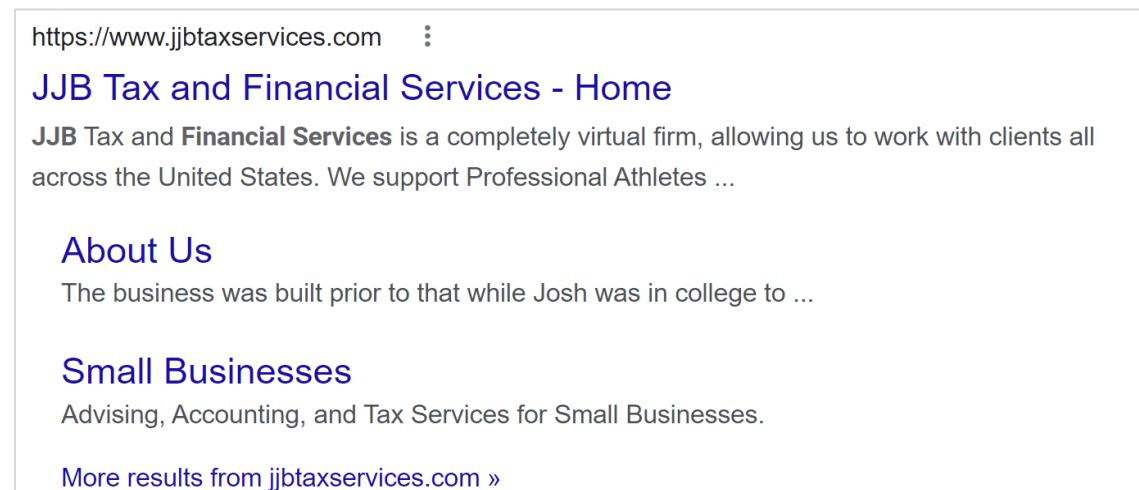 https://www.jjbtaxservices.com
JJB Tax and Financial Services - Home
JJB Tax and Financial Services is a completely virtual firm, allowing us to work with clients all
across the United States. We support Professional Athletes ...
About Us
The business was built prior to that while Josh was in college to ...
Small Businesses
Advising, Accounting, and Tax Services for Small Businesses.
More results from jjbtaxservices.com »